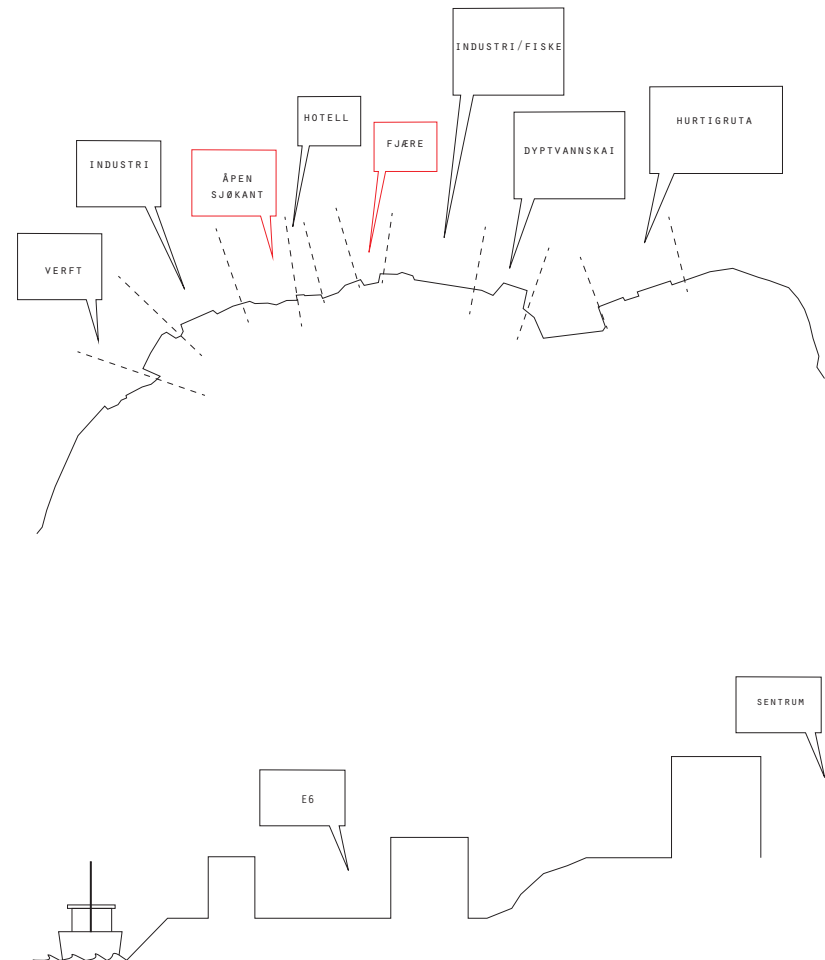 INDUSTRI/FISKE
HOTELL
HURTIGRUTA
FJÆRE
DYPTVANNSKAI
INDUSTRI
ÅPEN
SJØKANT
VERFT
SENTRUM
E6